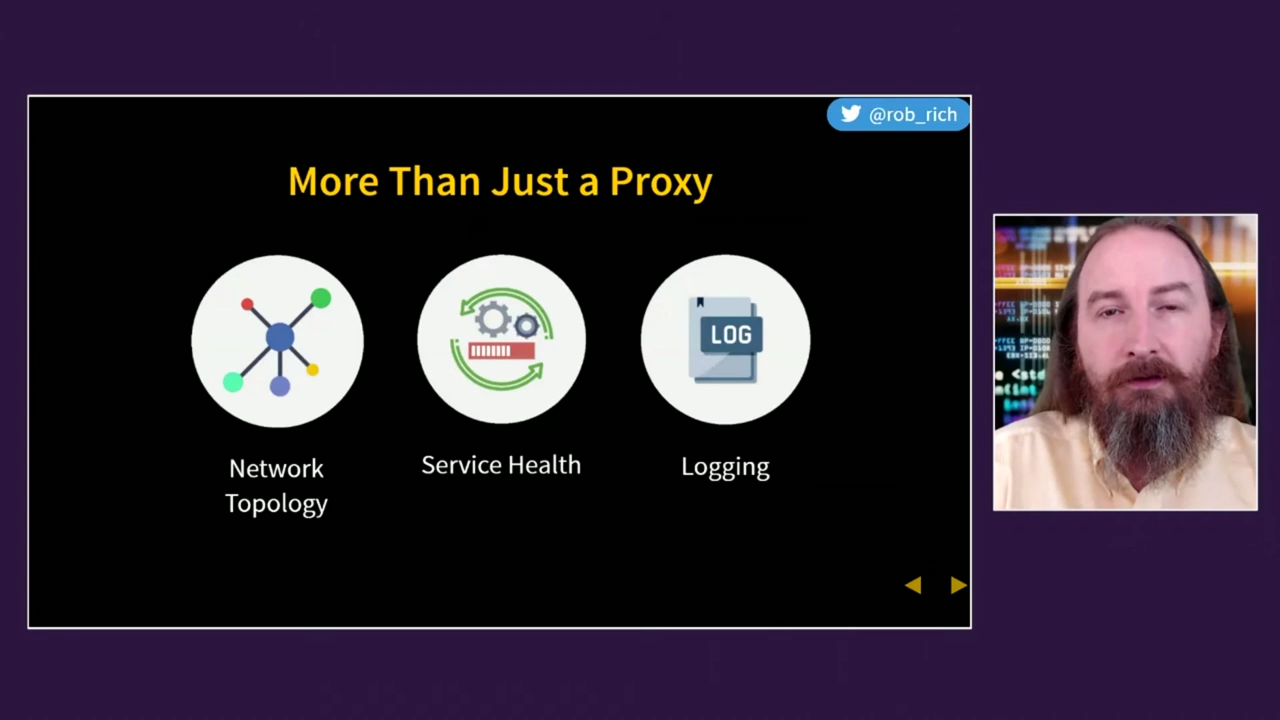 @rob_rich
More Than Just a Proxy
LOG
Network
Topology
Service Health
Logging